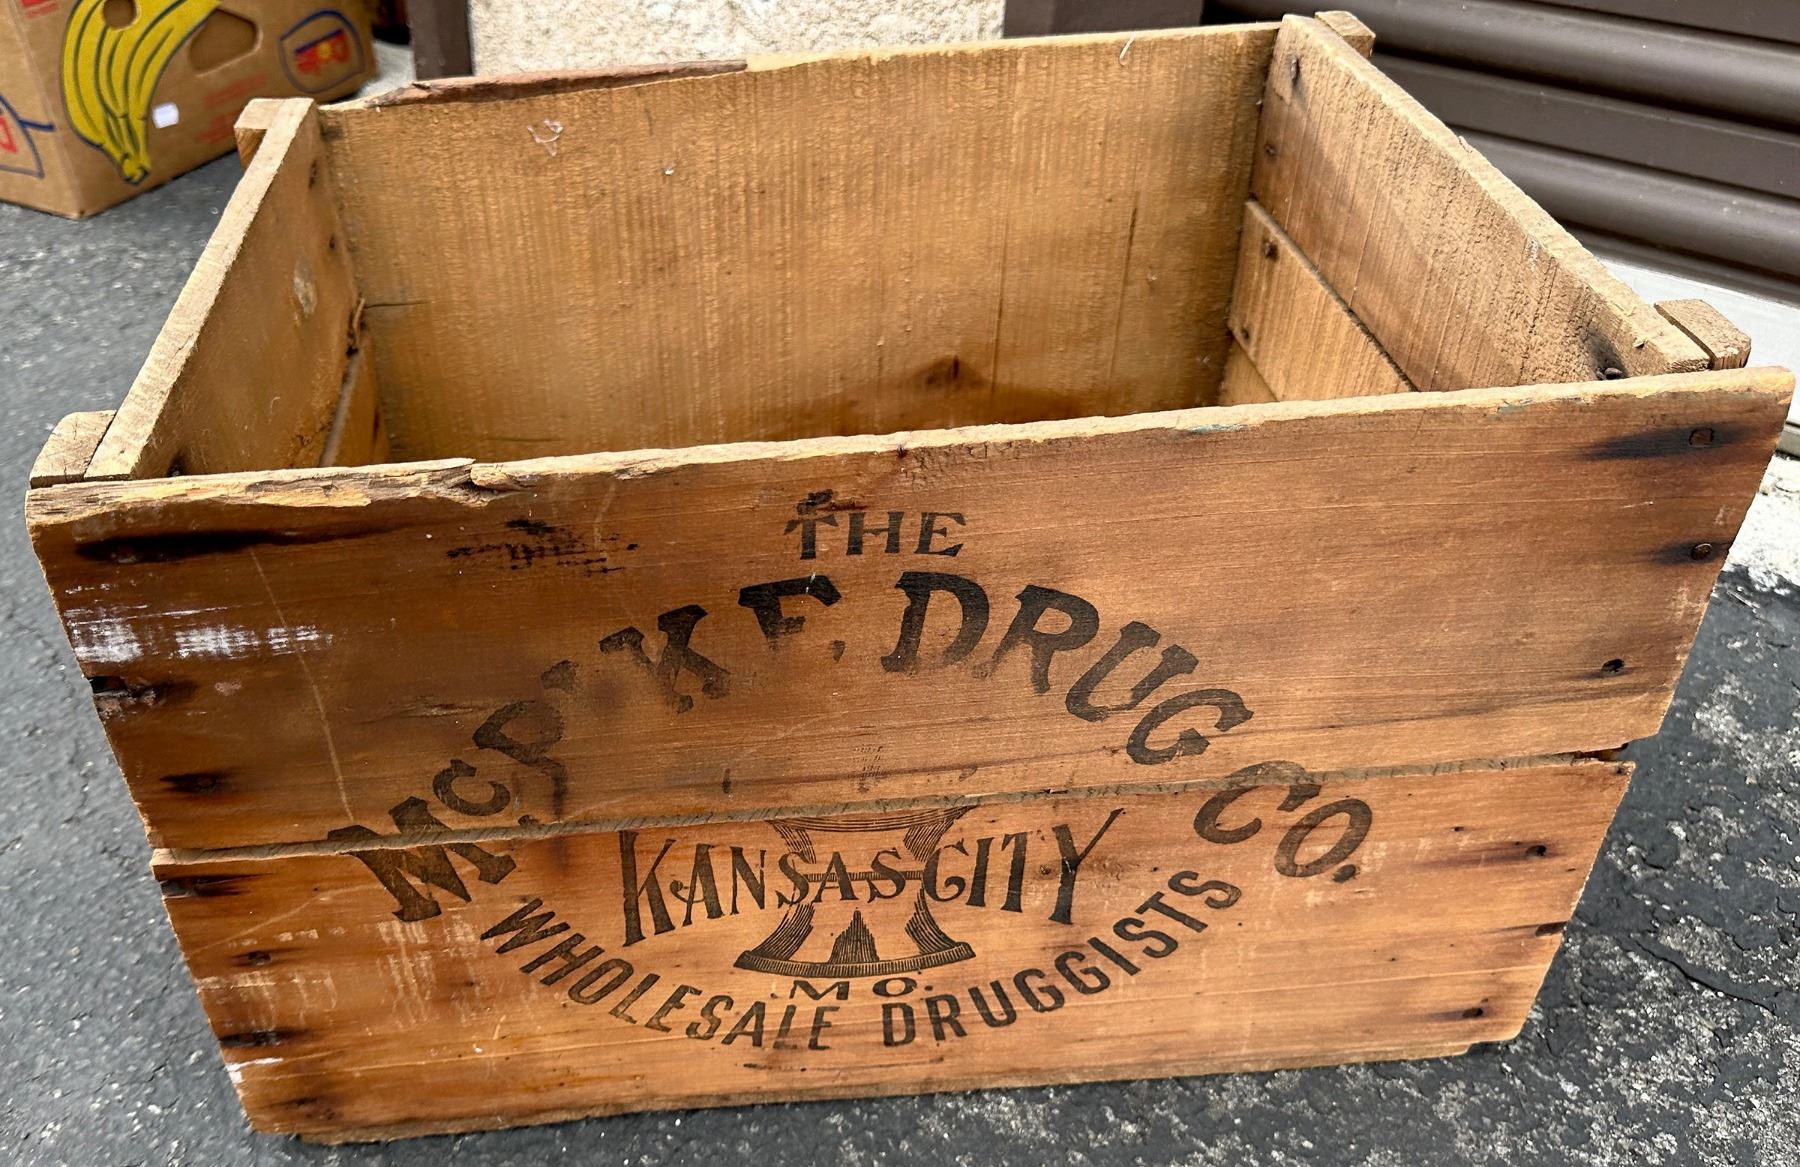 THE
McPIKE DRUG CO.
KANSAS CITY
MO.
WHOLESALE DRUGGISTS